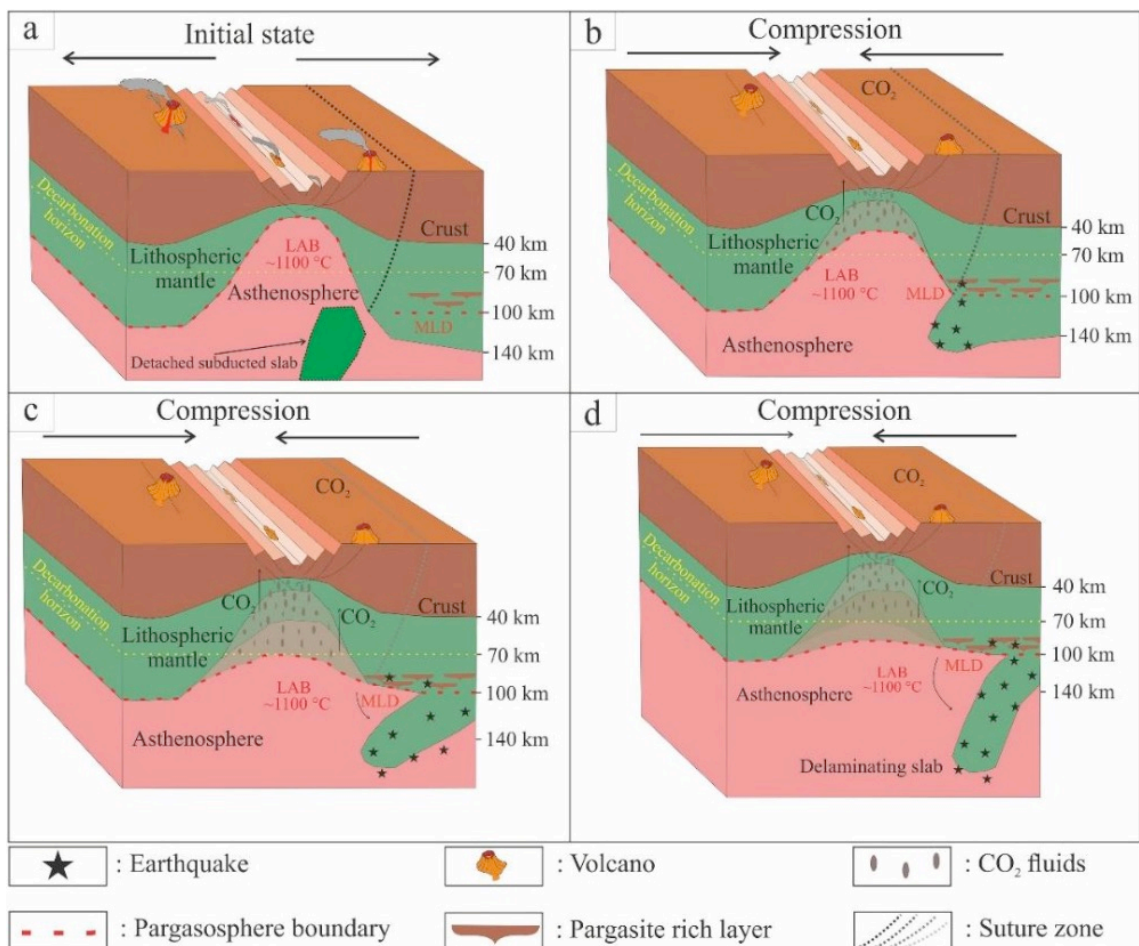 a
Initial state
Decarbonation
horizon
Lithospheric
mantle
LAB
~1100 °C
Asthenosphere
Crust
MLD
Detached subducted slab
40 km
70 km
100 km
140 km
b
Compression
CO₂
CO₂
Decarbonation
horizon
Lithospheric
mantle
LAB
~1100 °C
MLD
Asthenosphere
Crust
40 km
70 km
100 km
140 km
c
Compression
CO₂
CO₂
CO₂
Decarbonation
horizon
Lithospheric
mantle
LAB
~1100 °C
MLD
Asthenosphere
Crust
40 km
70 km
100 km
140 km
d
Compression
CO₂
CO₂
Decarbonation
horizon
Lithospheric
mantle
LAB
~1100 °C
MLD
Asthenosphere
Delaminating slab
Crust
40 km
70 km
100 km
140 km
: Earthquake
: Volcano
: CO₂ fluids
: Pargasosphere boundary
: Pargasite rich layer
: Suture zone